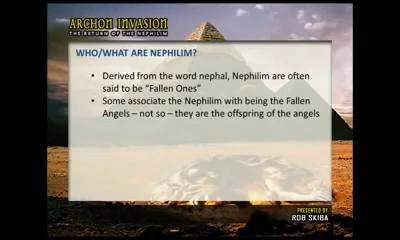 ARCHON INVASION
THE RETURN OF THE NEPHILIM
WHO/WHAT ARE NEPHILIM?
• Derived from the word nephal, Nephilim are often
said to be “Fallen Ones”
• Some associate the Nephilim with being the Fallen
Angels – not so – they are the offspring of the angels
PRESENTED BY
ROB SKIBA